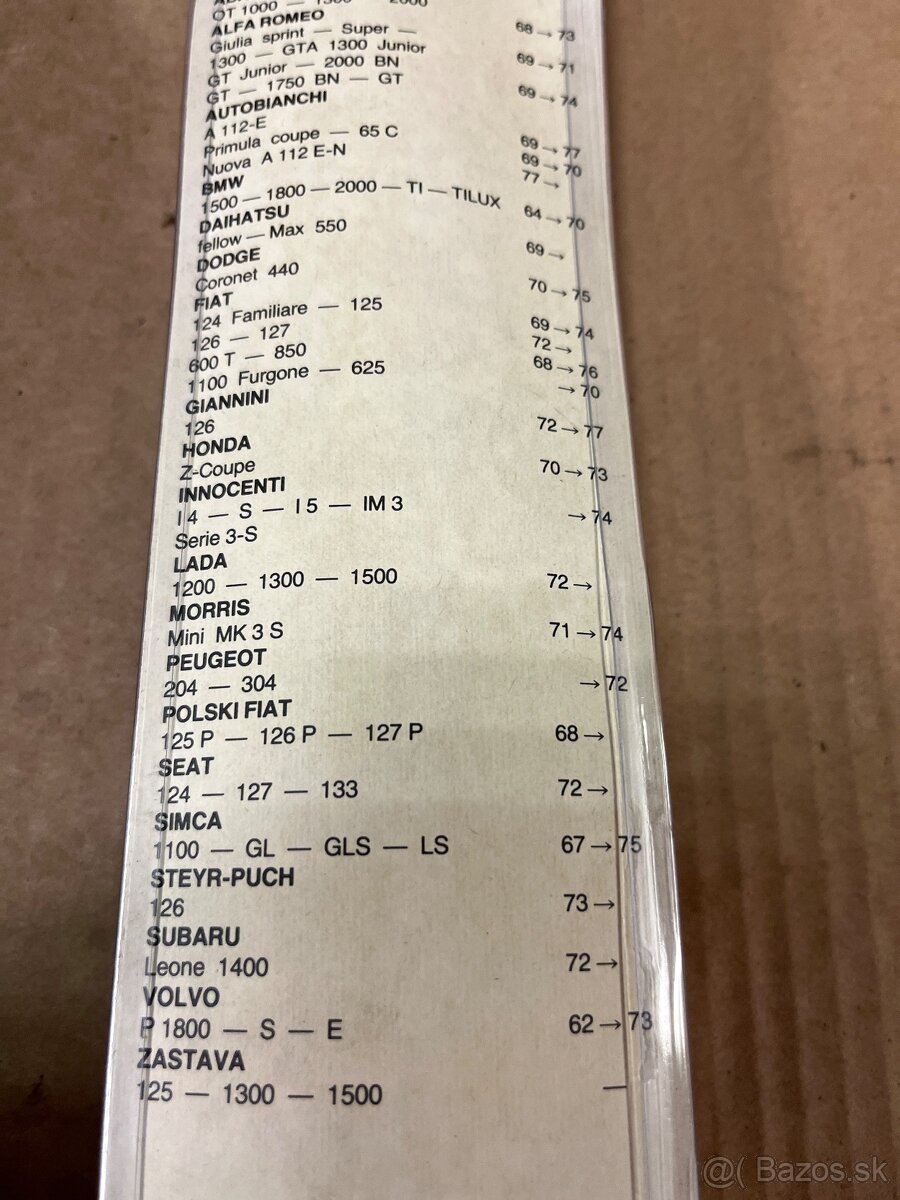 OT 1000 — 1300 — 2000
ALFA ROMEO
Giulia sprint — Super — 68→73
1300 — GTA 1300 Junior
GT Junior — 2000 BN 69→71
GT — 1750 BN — GT 69→74
AUTOBIANCHI
A 112-E 69→77
Primula coupe — 65 C 69→70
Nuova A 112 E-N 77→
BMW
1500 — 1800 — 2000 — TI — TILUX 64→70
DAIHATSU
fellow — Max 550 69→
DODGE
Coronet 440 70→75
FIAT
124 Familiare — 125 69→74
126 — 127 72→
600 T — 850 68→76
1100 Furgone — 625 →70
GIANNINI
126 72→77
HONDA
Z-Coupe 70→73
INNOCENTI
I 4 — S — I 5 — IM 3 →74
Serie 3-S
LADA
1200 — 1300 — 1500 72→
MORRIS
Mini MK 3 S 71→74
PEUGEOT
204 — 304 →72
POLSKI FIAT
125 P — 126 P — 127 P 68→
SEAT
124 — 127 — 133 72→
SIMCA
1100 — GL — GLS — LS 67→75
STEYR-PUCH
126 73→
SUBARU
Leone 1400 72→
VOLVO
P 1800 — S — E 62→73
ZASTAVA
125 — 1300 — 1500 —
@( Bazos.sk